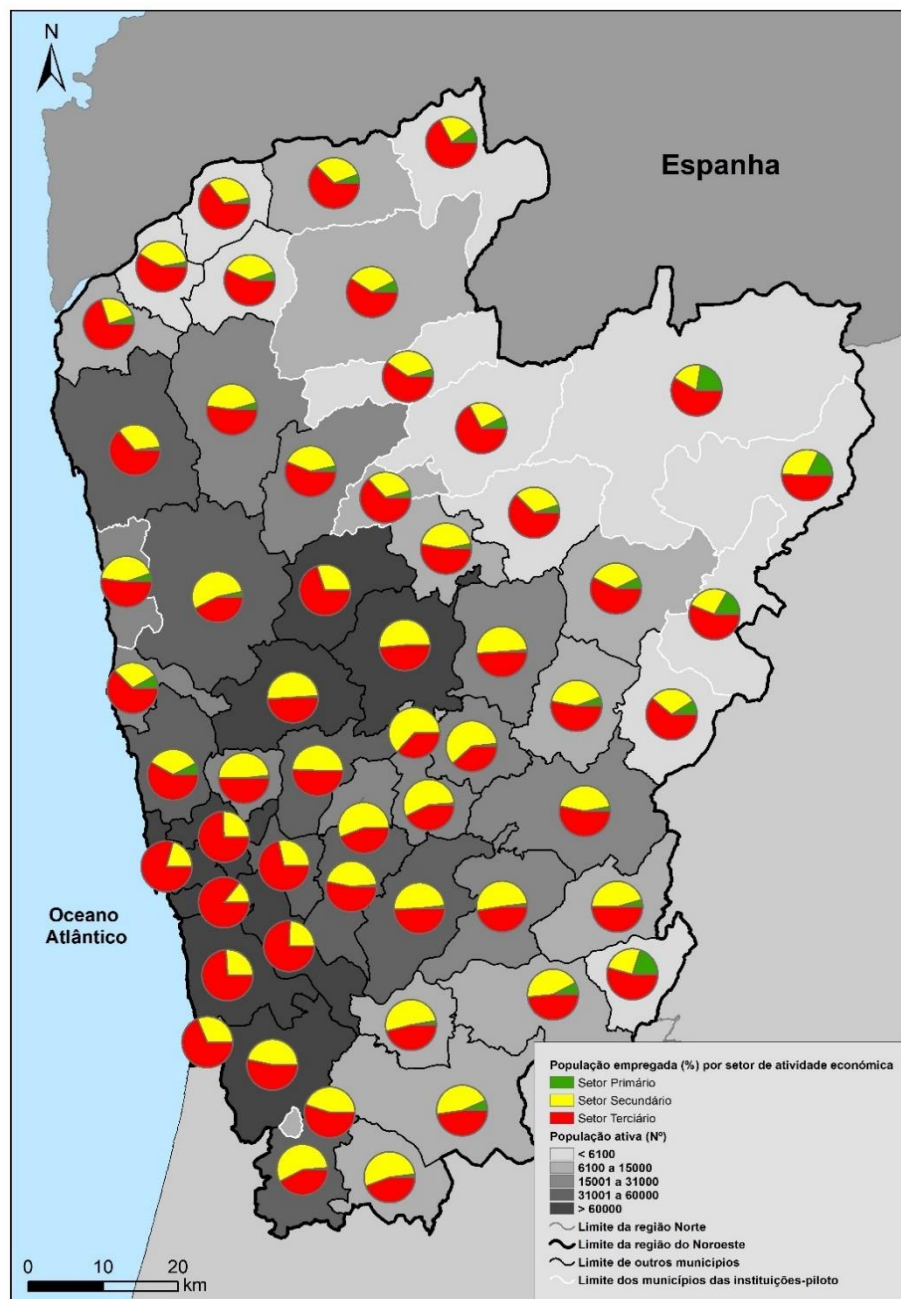 N
Espanha
Oceano
Atlântico
População empregada (%) por setor de atividade económica
Setor Primário
Setor Secundário
Setor Terciário
População ativa (Nº)
< 6100
6100 a 15000
15001 a 31000
31001 a 60000
> 60000
Limite da região Norte
Limite da região do Noroeste
Limite de outros municípios
Limite dos municípios das instituições-piloto
0 10 20
km